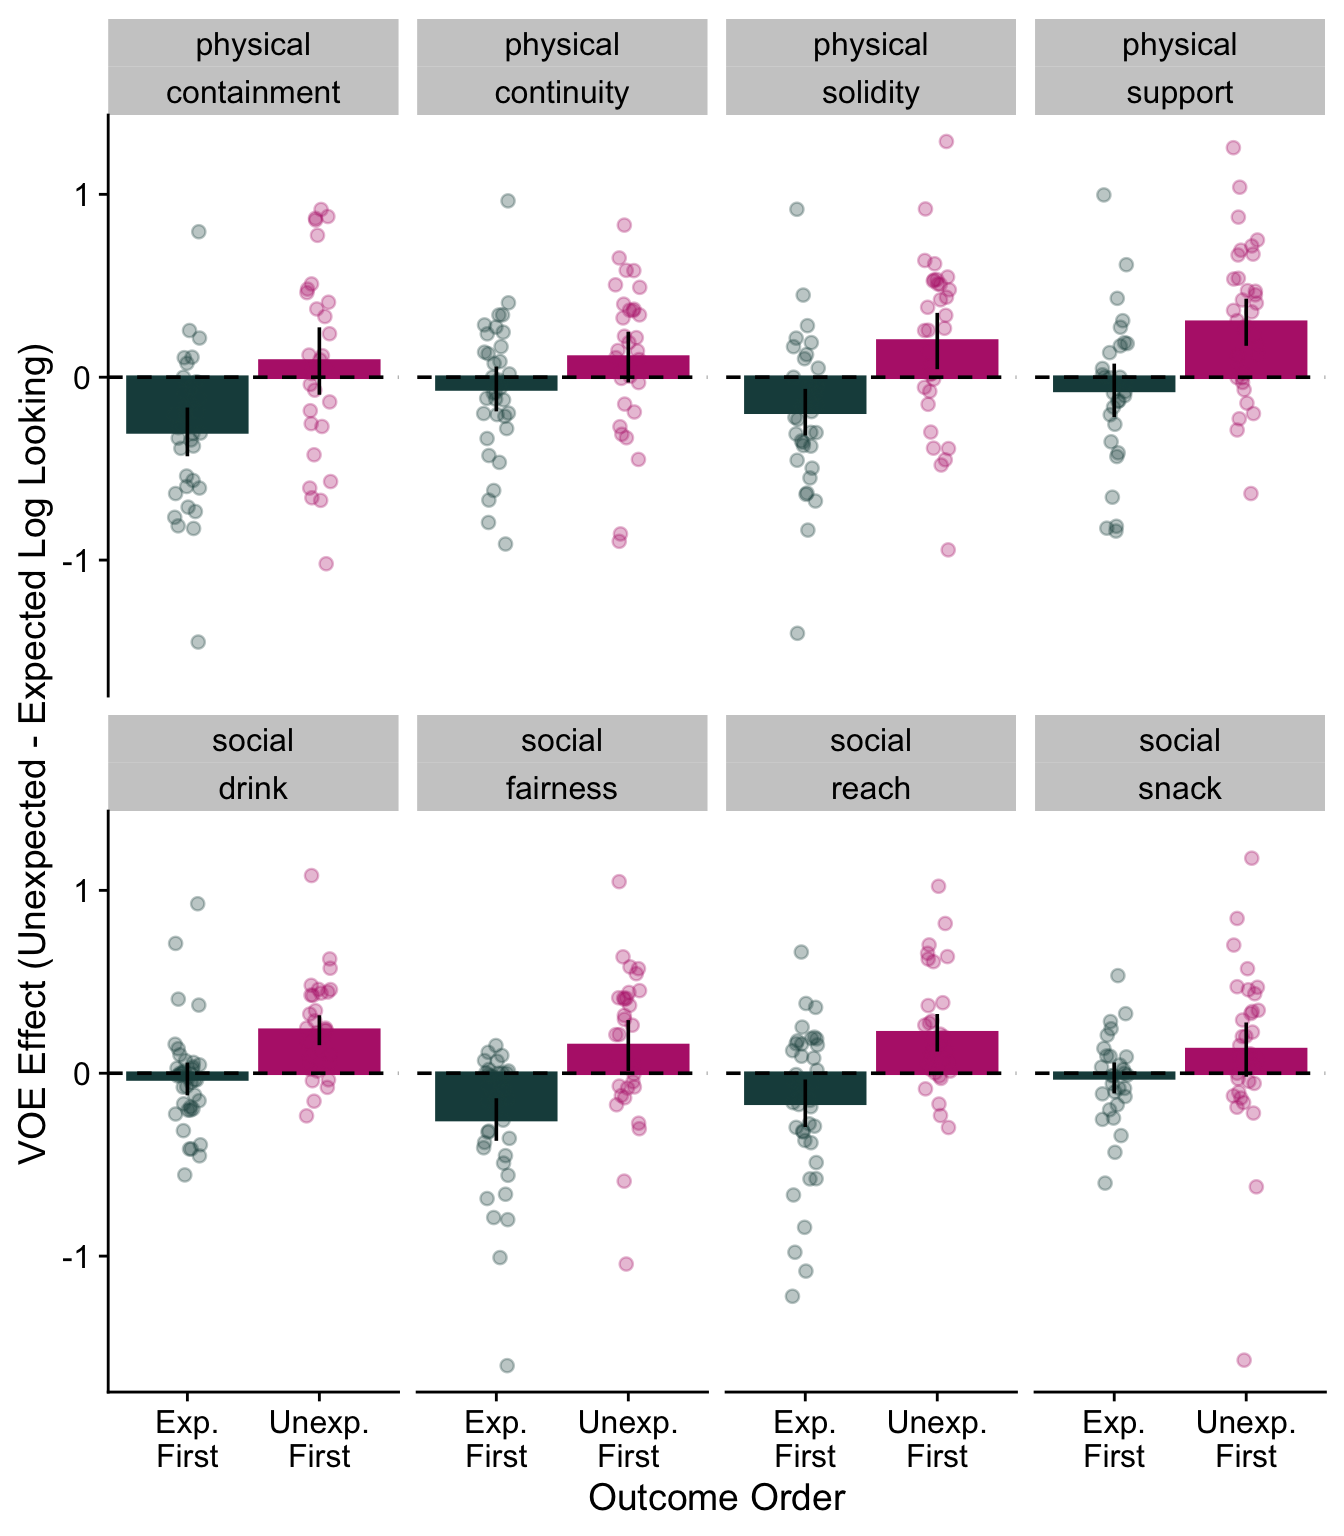 physical
containment
physical
continuity
physical
solidity
physical
support
1
0
-1
VOE Effect (Unexpected - Expected Log Looking)
social
drink
social
fairness
social
reach
social
snack
1
0
-1
Exp.
First
Unexp.
First
Exp.
First
Unexp.
First
Exp.
First
Unexp.
First
Exp.
First
Unexp.
First
Outcome Order